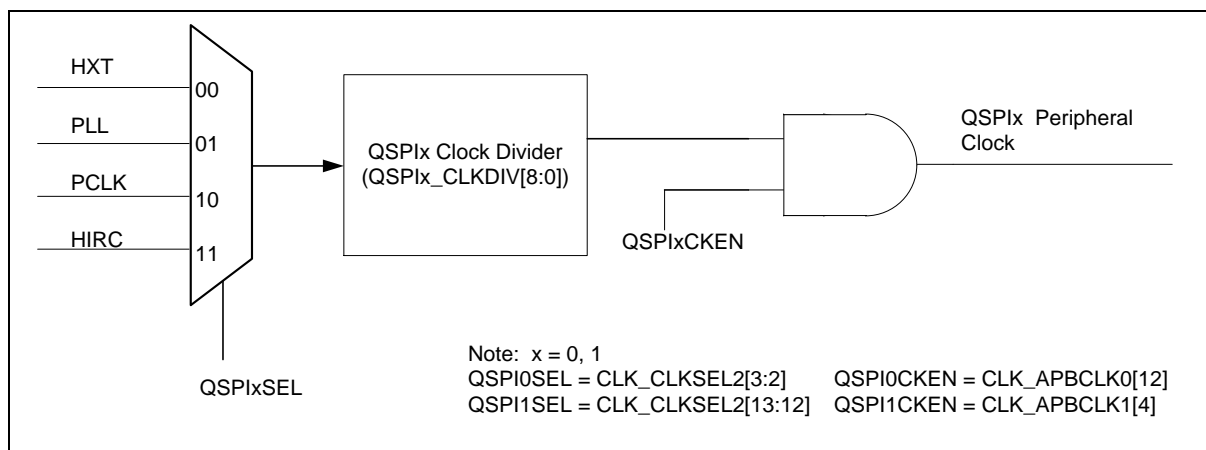 HXT
00
PLL
01
PCLK
10
HIRC
11
QSPIxSEL
QSPIx Clock Divider
(QSPIx_CLKDIV[8:0])
QSPIxCKEN
QSPIx Peripheral
Clock
Note: x = 0, 1
QSPI0SEL = CLK_CLKSEL2[3:2] QSPI0CKEN = CLK_APBCLK0[12]
QSPI1SEL = CLK_CLKSEL2[13:12] QSPI1CKEN = CLK_APBCLK1[4]